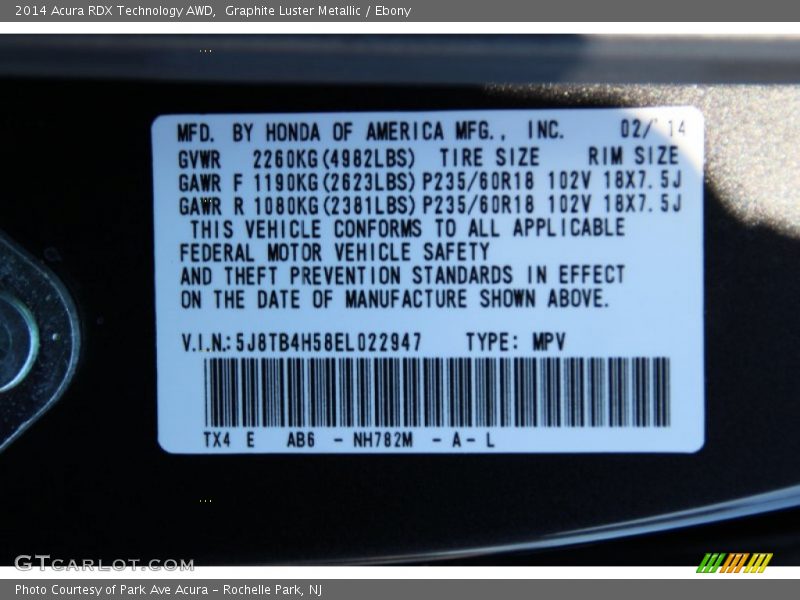 2014 Acura RDX Technology AWD,  Graphite Luster Metallic / Ebony
MFD. BY HONDA OF AMERICA MFG., INC. 02/'14
GVWR 2260KG(4982LBS) TIRE SIZE RIM SIZE
GAWR F 1190KG(2623LBS) P235/60R18 102V 18X7.5J
GAWR R 1080KG(2381LBS) P235/60R18 102V 18X7.5J
THIS VEHICLE CONFORMS TO ALL APPLICABLE
FEDERAL MOTOR VEHICLE SAFETY
AND THEFT PREVENTION STANDARDS IN EFFECT
ON THE DATE OF MANUFACTURE SHOWN ABOVE.
V.I.N.:5J8TB4H58EL022947 TYPE: MPV
TX4 E AB6 - NH782M - A- L
GTCARLOT.COM
Photo Courtesy of Park Ave Acura - Rochelle Park, NJ